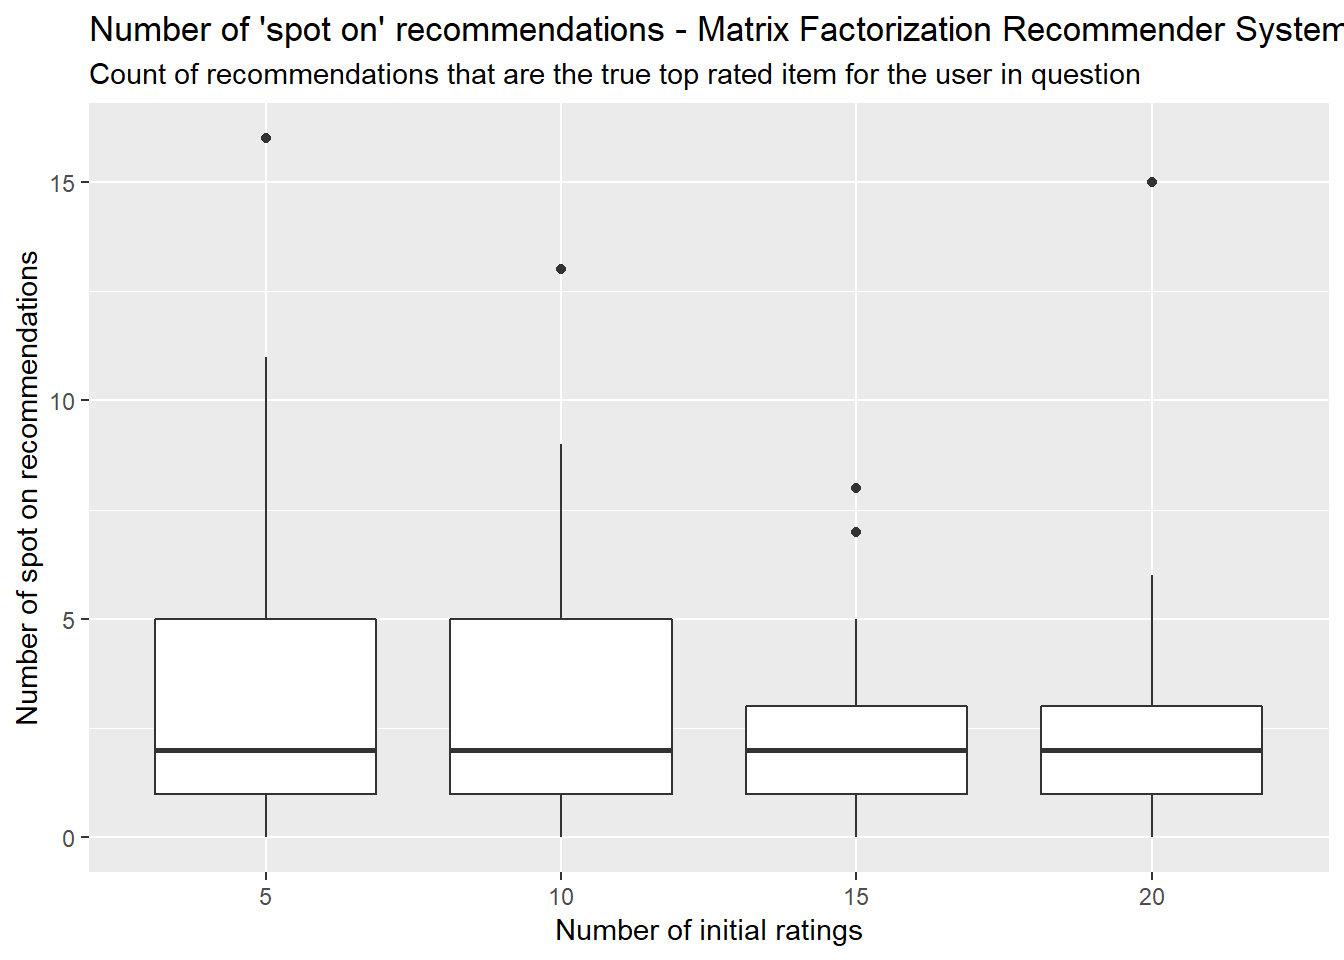 Number of 'spot on' recommendations - Matrix Factorization Recommender System
Count of recommendations that are the true top rated item for the user in question
Number of spot on recommendations
15
10
5
0
5 10 15 20
Number of initial ratings